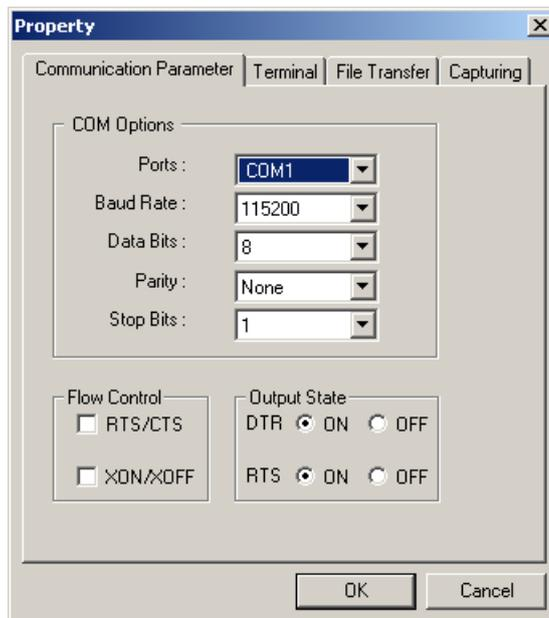 Property
Communication Parameter Terminal File Transfer Capturing
COM Options
Ports : COM1
Baud Rate : 115200
Data Bits : 8
Parity : None
Stop Bits : 1
Flow Control
RTS/CTS
XON/XOFF
Output State
DTR ON OFF
RTS ON OFF
OK Cancel